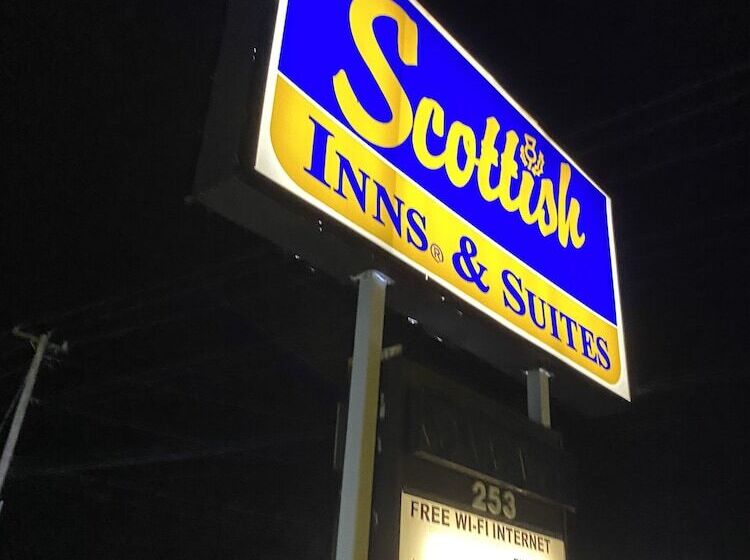 Scottish
INNS® & SUITES
253
FREE WI-FI INTERNET